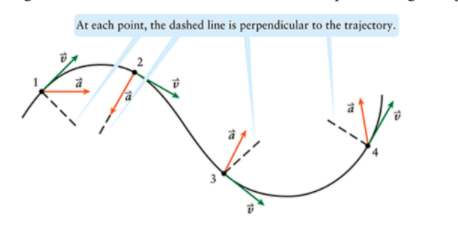 At each point, the dashed line is perpendicular to the trajectory.
1
v⃗
a⃗
2
v⃗
a⃗
3
a⃗
v⃗
4
a⃗
v⃗